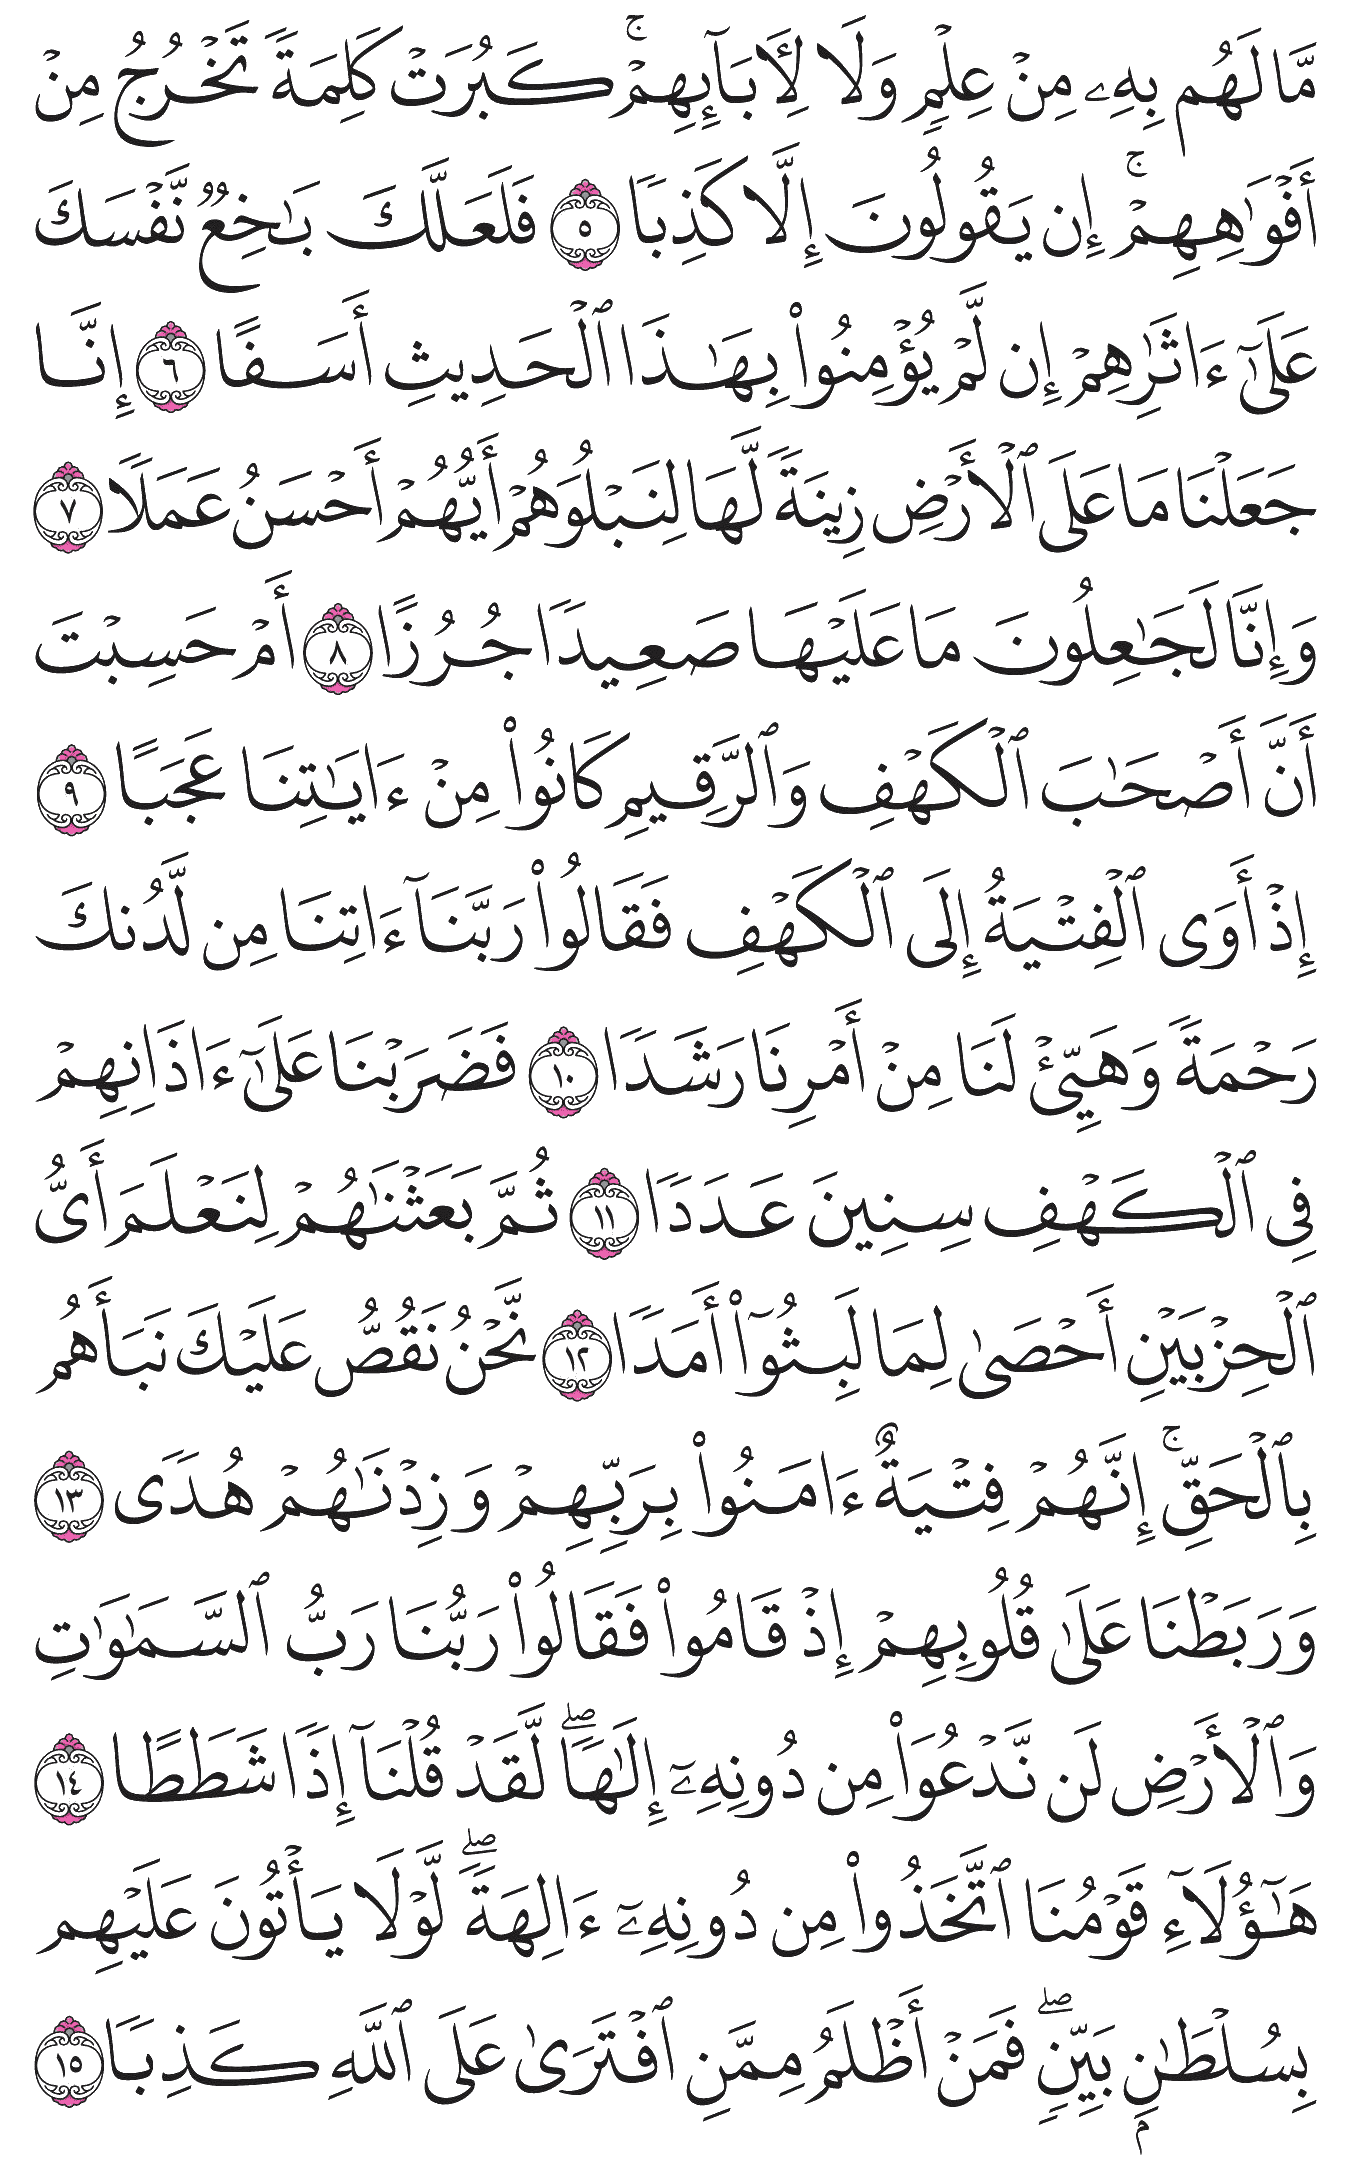 مَّا لَهُم بِهِۦ مِنْ عِلْمٍ وَلَا لِأَبَآئِهِمْ ۚ كَبُرَتْ كَلِمَةً تَخْرُجُ مِنْ
أَفْوَٰهِهِمْ ۚ إِن يَقُولُونَ إِلَّا كَذِبًا ٥ فَلَعَلَّكَ بَٰخِعٌ نَّفْسَكَ
عَلَىٰٓ ءَاثَٰرِهِمْ إِن لَّمْ يُؤْمِنُوا۟ بِهَٰذَا ٱلْحَدِيثِ أَسَفًا ٦ إِنَّا
جَعَلْنَا مَا عَلَى ٱلْأَرْضِ زِينَةً لَّهَا لِنَبْلُوَهُمْ أَيُّهُمْ أَحْسَنُ عَمَلًا ٧
وَإِنَّا لَجَٰعِلُونَ مَا عَلَيْهَا صَعِيدًا جُرُزًا ٨ أَمْ حَسِبْتَ
أَنَّ أَصْحَٰبَ ٱلْكَهْفِ وَٱلرَّقِيمِ كَانُوا۟ مِنْ ءَايَٰتِنَا عَجَبًا ٩
إِذْ أَوَى ٱلْفِتْيَةُ إِلَى ٱلْكَهْفِ فَقَالُوا۟ رَبَّنَآ ءَاتِنَا مِن لَّدُنكَ
رَحْمَةً وَهَيِّئْ لَنَا مِنْ أَمْرِنَا رَشَدًا ١٠ فَضَرَبْنَا عَلَىٰٓ ءَاذَانِهِمْ
فِى ٱلْكَهْفِ سِنِينَ عَدَدًا ١١ ثُمَّ بَعَثْنَٰهُمْ لِنَعْلَمَ أَىُّ
ٱلْحِزْبَيْنِ أَحْصَىٰ لِمَا لَبِثُوٓا۟ أَمَدًا ١٢ نَّحْنُ نَقُصُّ عَلَيْكَ نَبَأَهُم
بِٱلْحَقِّ ۚ إِنَّهُمْ فِتْيَةٌ ءَامَنُوا۟ بِرَبِّهِمْ وَزِدْنَٰهُمْ هُدًى ١٣
وَرَبَطْنَا عَلَىٰ قُلُوبِهِمْ إِذْ قَامُوا۟ فَقَالُوا۟ رَبُّنَا رَبُّ ٱلسَّمَٰوَٰتِ
وَٱلْأَرْضِ لَن نَّدْعُوَا۟ مِن دُونِهِۦٓ إِلَٰهًا ۖ لَّقَدْ قُلْنَآ إِذًا شَطَطًا ١٤
هَٰٓؤُلَآءِ قَوْمُنَا ٱتَّخَذُوا۟ مِن دُونِهِۦٓ ءَالِهَةً ۖ لَّوْلَا يَأْتُونَ عَلَيْهِم
بِسُلْطَٰنٍۭ بَيِّنٍ ۖ فَمَنْ أَظْلَمُ مِمَّنِ ٱفْتَرَىٰ عَلَى ٱللَّهِ كَذِبًا ١٥